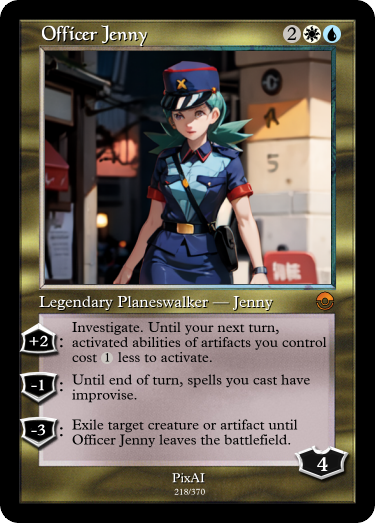 Officer Jenny 2
5
Legendary Planeswalker — Jenny
+2: Investigate. Until your next turn,
activated abilities of artifacts you control
cost 1 less to activate.
-1: Until end of turn, spells you cast have
improvise.
-3: Exile target creature or artifact until
Officer Jenny leaves the battlefield.
4
PixAI
218/370